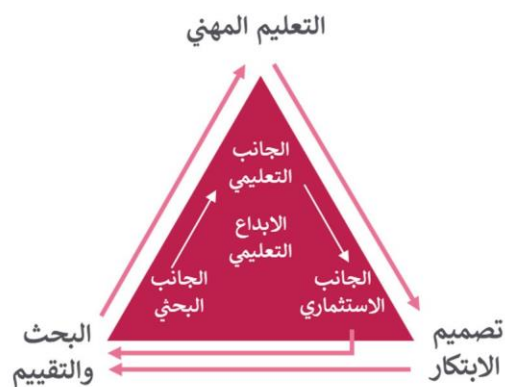 التعليم المهني
الجانب
التعليمي
الابداع
التعليمي
الجانب
الاستثماري
الجانب
البحثي
تصميم
الابتكار
البحث
والتقييم